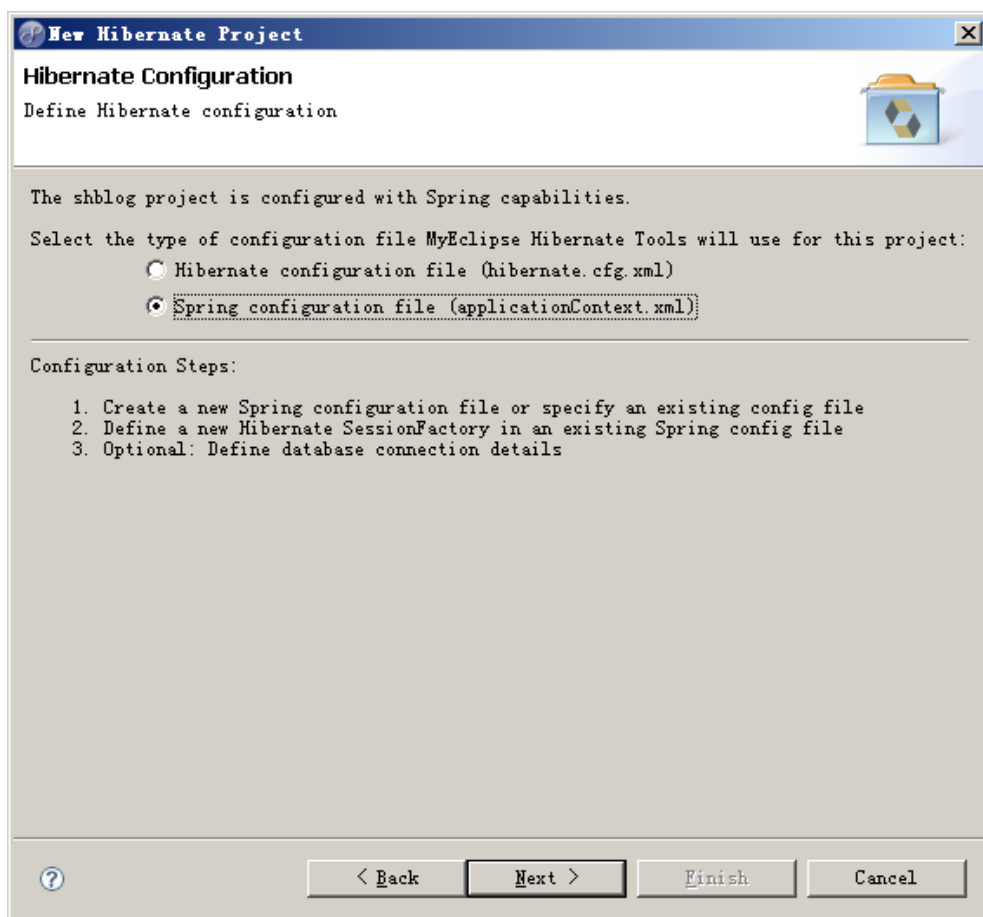 New Hibernate Project
Hibernate Configuration
Define Hibernate configuration
The shblog project is configured with Spring capabilities.
Select the type of configuration file MyEclipse Hibernate Tools will use for this project:
Hibernate configuration file (hibernate.cfg.xml)
Spring configuration file (applicationContext.xml)
Configuration Steps:
1. Create a new Spring configuration file or specify an existing config file
2. Define a new Hibernate SessionFactory in an existing Spring config file
3. Optional: Define database connection details
? < Back Next > Finish Cancel